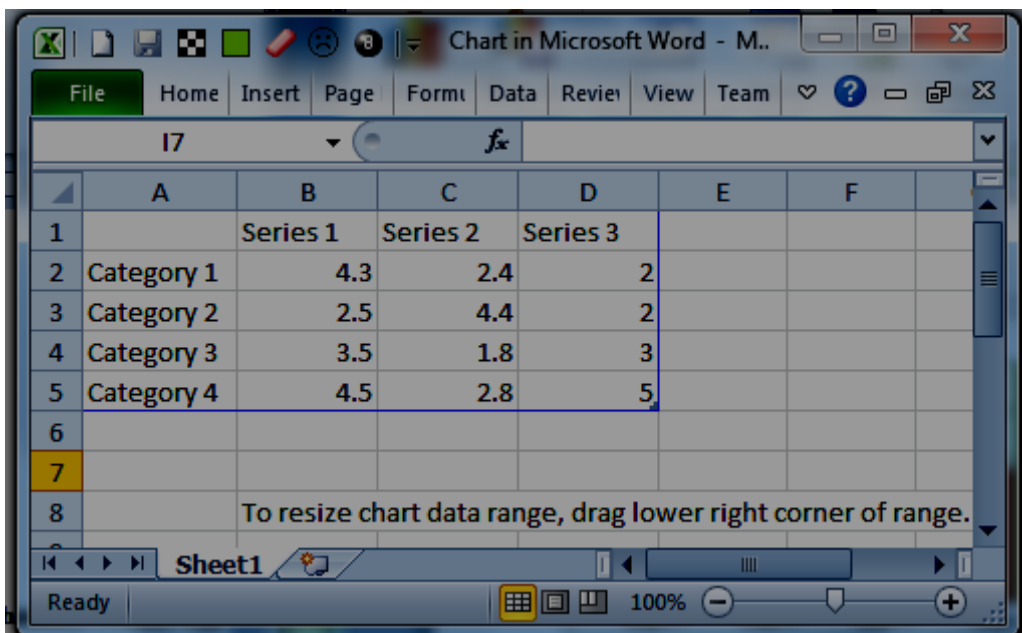 Chart in Microsoft Word - M..
File Home Insert Page Formu Data Review View Team
I7 fx
A B C D E F
1 Series 1 Series 2 Series 3
2 Category 1 4.3 2.4 2
3 Category 2 2.5 4.4 2
4 Category 3 3.5 1.8 3
5 Category 4 4.5 2.8 5
6
7
8 To resize chart data range, drag lower right corner of range.
Sheet1
Ready 100%